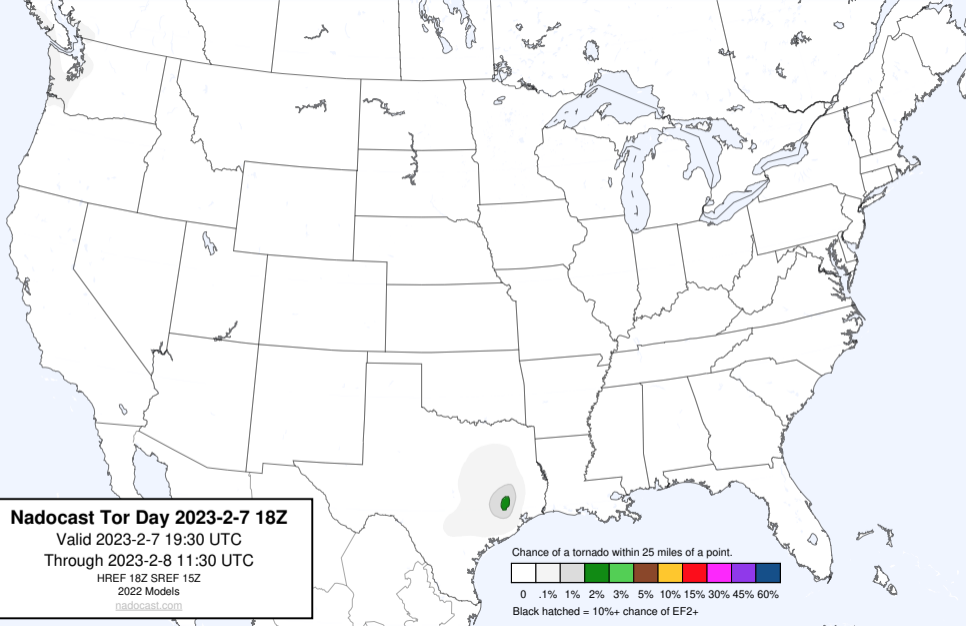 Nadocast Tor Day 2023-2-7 18Z
Valid 2023-2-7 19:30 UTC
Through 2023-2-8 11:30 UTC
HREF 18Z SREF 15Z
2022 Models
nadocast.com
Chance of a tornado within 25 miles of a point.
0 .1% 1% 2% 3% 5% 10% 15% 30% 45% 60%
Black hatched = 10%+ chance of EF2+